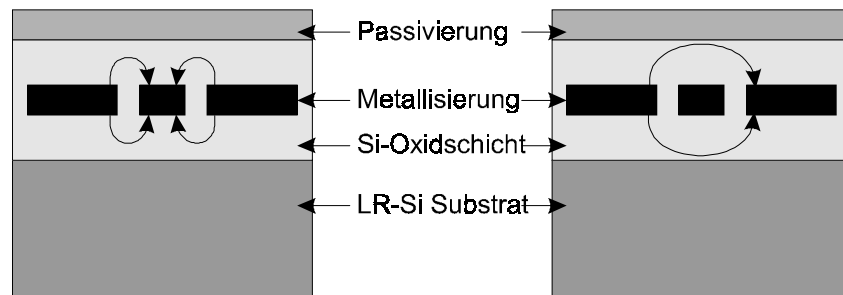 Passivierung
Metallisierung
Si-Oxidschicht
LR-Si Substrat